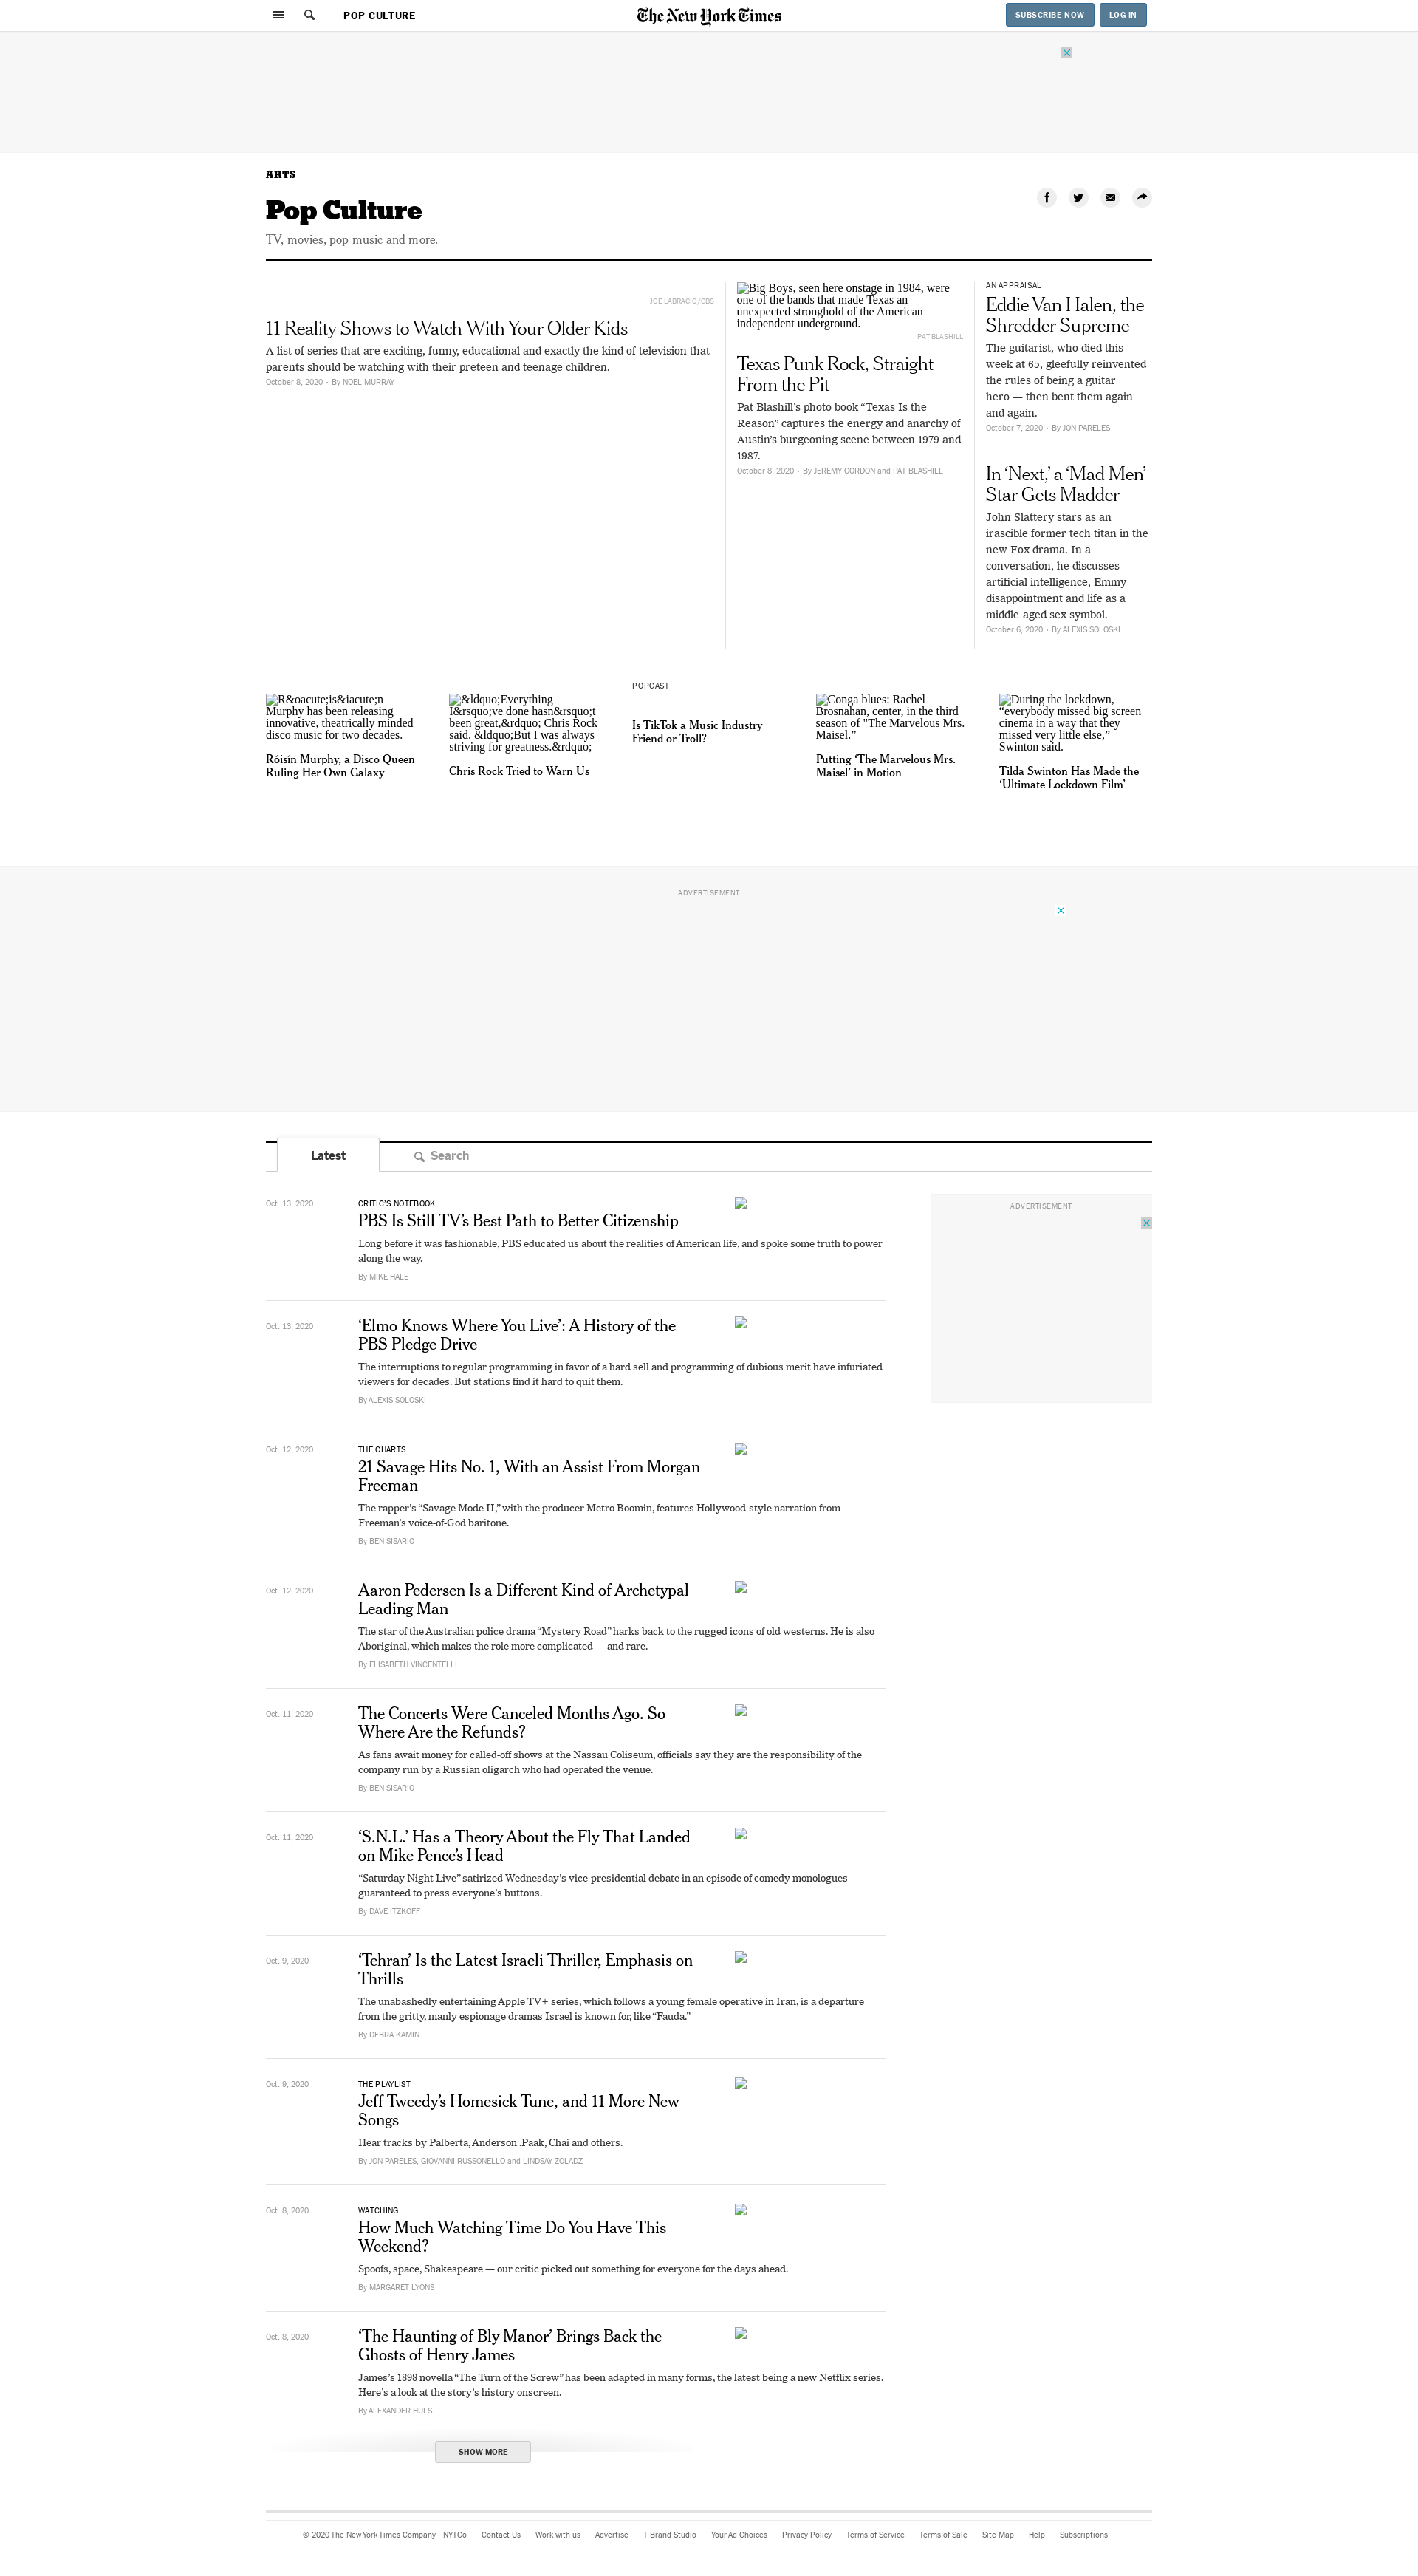 POP CULTURE
The New York Times
SUBSCRIBE NOW
LOG IN
ARTS
Pop Culture
TV, movies, pop music and more.
JOE LABRACIO/CBS
11 Reality Shows to Watch With Your Older Kids
A list of series that are exciting, funny, educational and exactly the kind of television that
parents should be watching with their preteen and teenage children.
October 8, 2020 • By NOEL MURRAY
Big Boys, seen here onstage in 1984, were
one of the bands that made Texas an
unexpected stronghold of the American
independent underground.
PAT BLASHILL
Texas Punk Rock, Straight
From the Pit
Pat Blashill’s photo book “Texas Is the
Reason” captures the energy and anarchy of
Austin’s burgeoning scene between 1979 and
1987.
October 8, 2020 • By JEREMY GORDON and PAT BLASHILL
AN APPRAISAL
Eddie Van Halen, the
Shredder Supreme
The guitarist, who died this
week at 65, gleefully reinvented
the rules of being a guitar
hero — then bent them again
and again.
October 7, 2020 • By JON PARELES
In ‘Next,’ a ‘Mad Men’
Star Gets Madder
John Slattery stars as an
irascible former tech titan in the
new Fox drama. In a
conversation, he discusses
artificial intelligence, Emmy
disappointment and life as a
middle-aged sex symbol.
October 6, 2020 • By ALEXIS SOLOSKI
R&oacute;is&iacute;n
Murphy has been releasing
innovative, theatrically minded
disco music for two decades.
Róisín Murphy, a Disco Queen
Ruling Her Own Galaxy
&ldquo;Everything
I&rsquo;ve done hasn&rsquo;t
been great,&rdquo; Chris Rock
said. &ldquo;But I was always
striving for greatness.&rdquo;
Chris Rock Tried to Warn Us
POPCAST
Is TikTok a Music Industry
Friend or Troll?
Conga blues: Rachel
Brosnahan, center, in the third
season of "The Marvelous Mrs.
Maisel.”
Putting ‘The Marvelous Mrs.
Maisel’ in Motion
During the lockdown,
“everybody missed big screen
cinema in a way that they
missed very little else,”
Swinton said.
Tilda Swinton Has Made the
‘Ultimate Lockdown Film’
ADVERTISEMENT
Latest
Search
ADVERTISEMENT
Oct. 13, 2020
CRITIC’S NOTEBOOK
PBS Is Still TV’s Best Path to Better Citizenship
Long before it was fashionable, PBS educated us about the realities of American life, and spoke some truth to power
along the way.
By MIKE HALE
Oct. 13, 2020
‘Elmo Knows Where You Live’: A History of the
PBS Pledge Drive
The interruptions to regular programming in favor of a hard sell and programming of dubious merit have infuriated
viewers for decades. But stations find it hard to quit them.
By ALEXIS SOLOSKI
Oct. 12, 2020
THE CHARTS
21 Savage Hits No. 1, With an Assist From Morgan
Freeman
The rapper’s “Savage Mode II,” with the producer Metro Boomin, features Hollywood-style narration from
Freeman’s voice-of-God baritone.
By BEN SISARIO
Oct. 12, 2020
Aaron Pedersen Is a Different Kind of Archetypal
Leading Man
The star of the Australian police drama “Mystery Road” harks back to the rugged icons of old westerns. He is also
Aboriginal, which makes the role more complicated — and rare.
By ELISABETH VINCENTELLI
Oct. 11, 2020
The Concerts Were Canceled Months Ago. So
Where Are the Refunds?
As fans await money for called-off shows at the Nassau Coliseum, officials say they are the responsibility of the
company run by a Russian oligarch who had operated the venue.
By BEN SISARIO
Oct. 11, 2020
‘S.N.L.’ Has a Theory About the Fly That Landed
on Mike Pence’s Head
“Saturday Night Live” satirized Wednesday’s vice-presidential debate in an episode of comedy monologues
guaranteed to press everyone’s buttons.
By DAVE ITZKOFF
Oct. 9, 2020
‘Tehran’ Is the Latest Israeli Thriller, Emphasis on
Thrills
The unabashedly entertaining Apple TV+ series, which follows a young female operative in Iran, is a departure
from the gritty, manly espionage dramas Israel is known for, like “Fauda.”
By DEBRA KAMIN
Oct. 9, 2020
THE PLAYLIST
Jeff Tweedy’s Homesick Tune, and 11 More New
Songs
Hear tracks by Palberta, Anderson .Paak, Chai and others.
By JON PARELES, GIOVANNI RUSSONELLO and LINDSAY ZOLADZ
Oct. 8, 2020
WATCHING
How Much Watching Time Do You Have This
Weekend?
Spoofs, space, Shakespeare — our critic picked out something for everyone for the days ahead.
By MARGARET LYONS
Oct. 8, 2020
‘The Haunting of Bly Manor’ Brings Back the
Ghosts of Henry James
James’s 1898 novella “The Turn of the Screw” has been adapted in many forms, the latest being a new Netflix series.
Here’s a look at the story’s history onscreen.
By ALEXANDER HULS
SHOW MORE
© 2020 The New York Times Company NYTCo Contact Us Work with us Advertise T Brand Studio Your Ad Choices Privacy Policy Terms of Service Terms of Sale Site Map Help Subscriptions